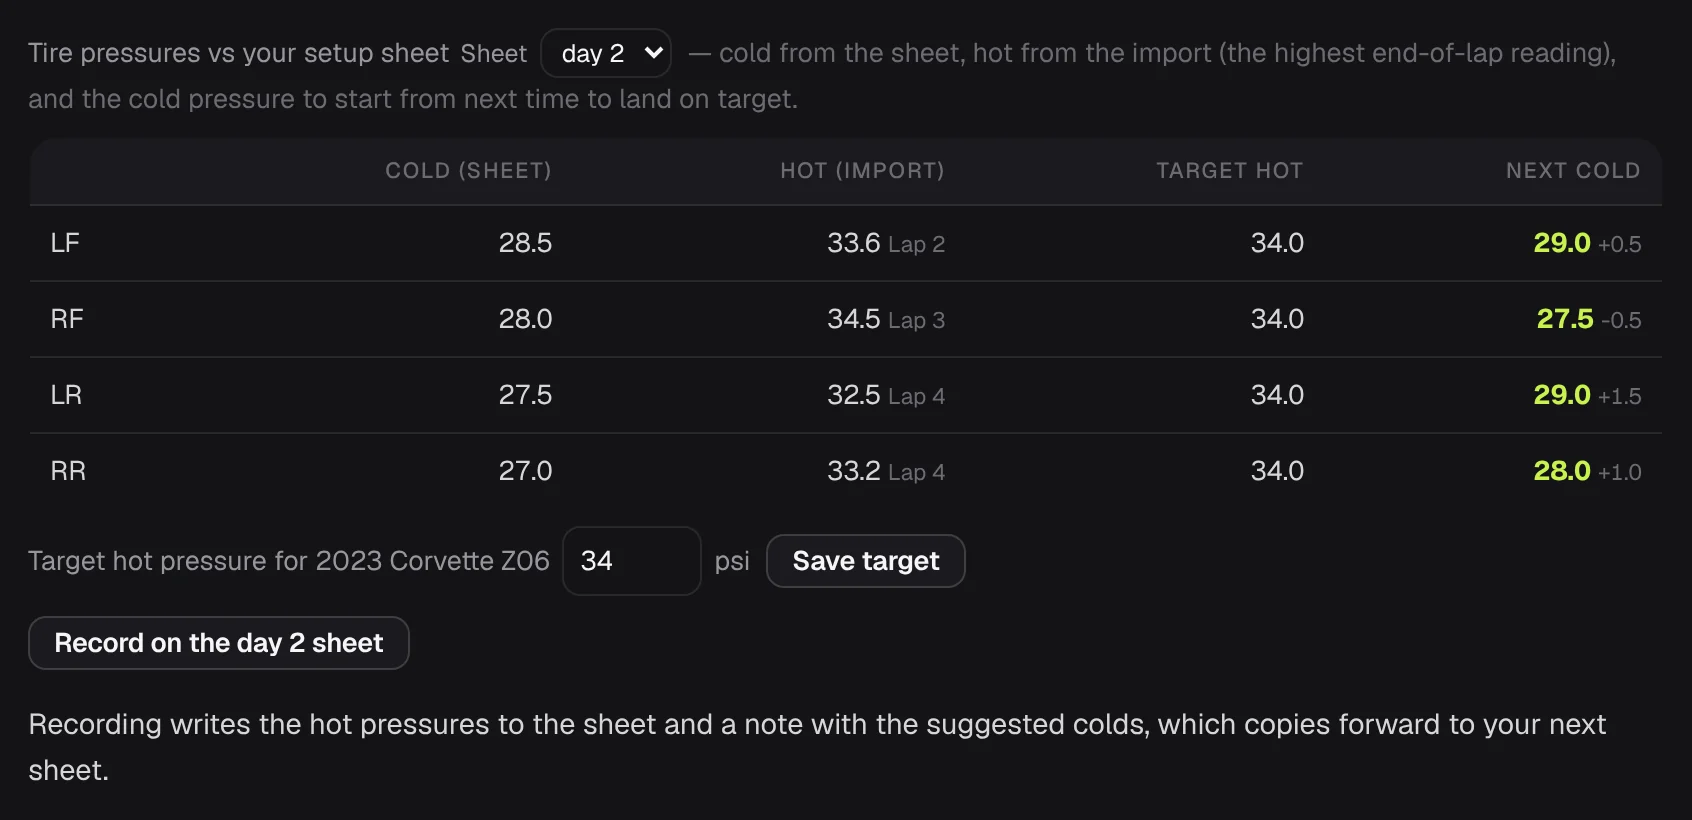 Tire pressures vs your setup sheet Sheet day 2 — cold from the sheet, hot from the import (the highest end-of-lap reading),
and the cold pressure to start from next time to land on target.
COLD (SHEET) HOT (IMPORT) TARGET HOT NEXT COLD
LF 28.5 33.6 Lap 2 34.0 29.0 +0.5
RF 28.0 34.5 Lap 3 34.0 27.5 -0.5
LR 27.5 32.5 Lap 4 34.0 29.0 +1.5
RR 27.0 33.2 Lap 4 34.0 28.0 +1.0
Target hot pressure for 2023 Corvette Z06 34 psi Save target
Record on the day 2 sheet
Recording writes the hot pressures to the sheet and a note with the suggested colds, which copies forward to your next
sheet.